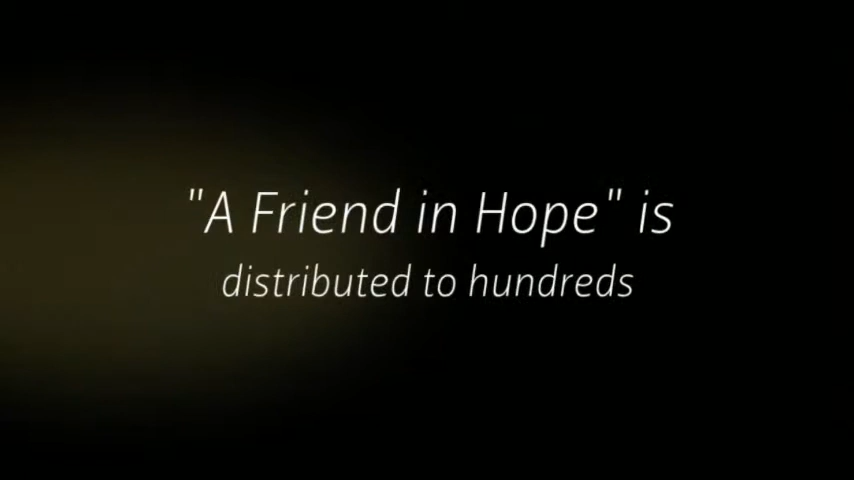 "A Friend in Hope" is
distributed to hundreds